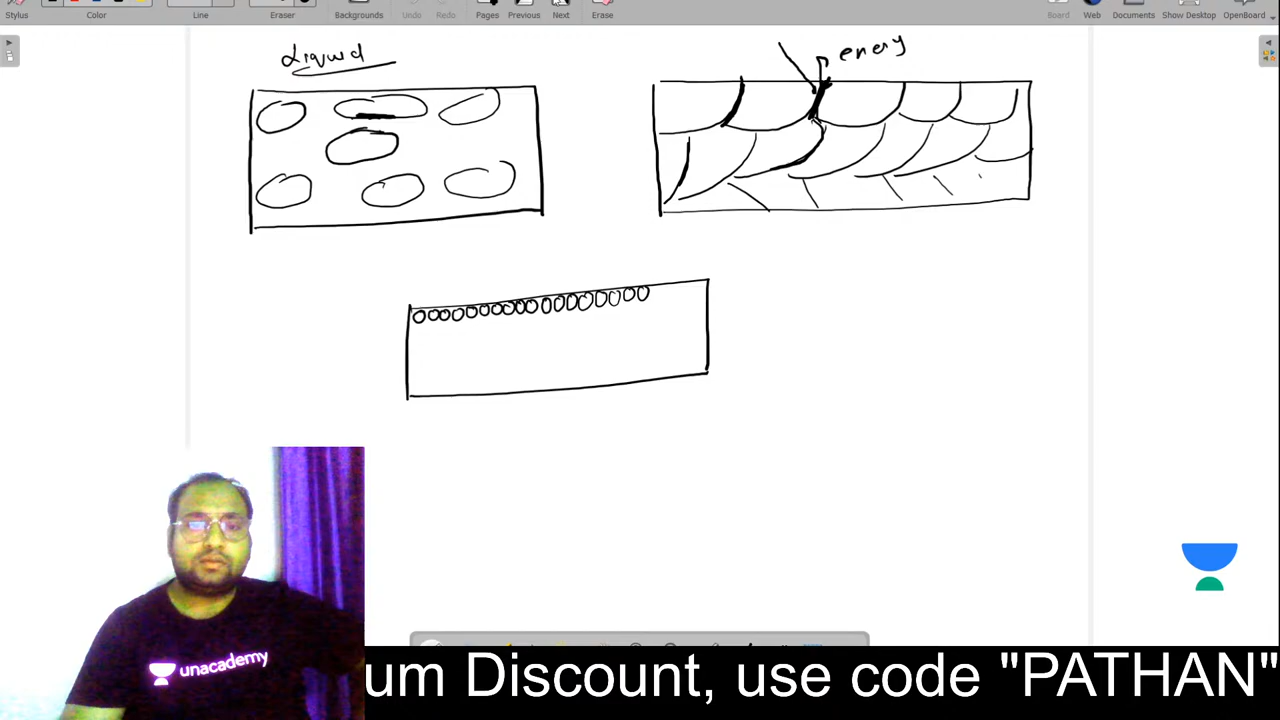 Stylus
Color
Line
Eraser
Backgrounds
Undo
Redo
Pages
Previous
Next
Erase
Board
Web
Documents
Show Desktop
OpenBoard
Liquid
enery
unacademy
um Discount, use code "PATHAN"